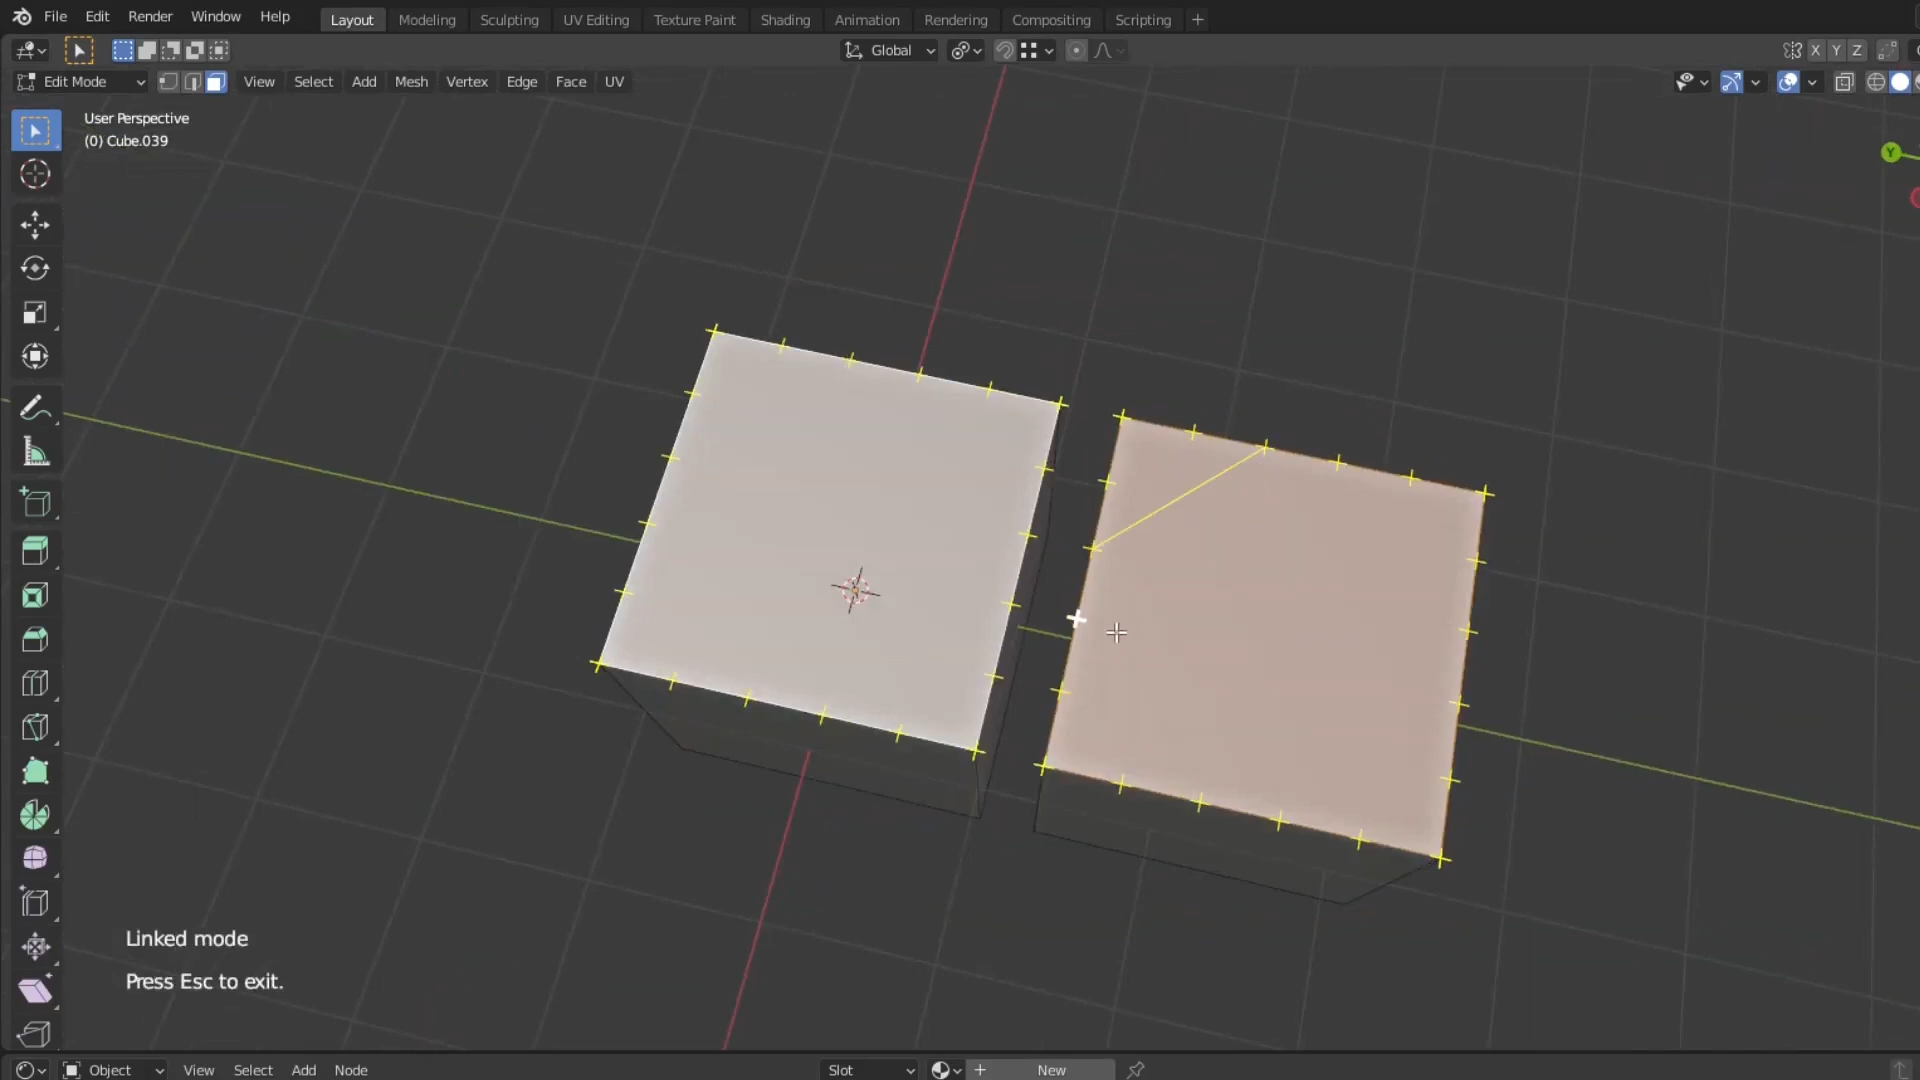 File Edit Render Window Help Layout Modeling Sculpting UV Editing Texture Paint Shading Animation Rendering Compositing Scripting +
Global X Y Z
Edit Mode View Select Add Mesh Vertex Edge Face UV
User Perspective
(0) Cube.039
Y
Linked mode
Press Esc to exit.
Object View Select Add Node Slot New